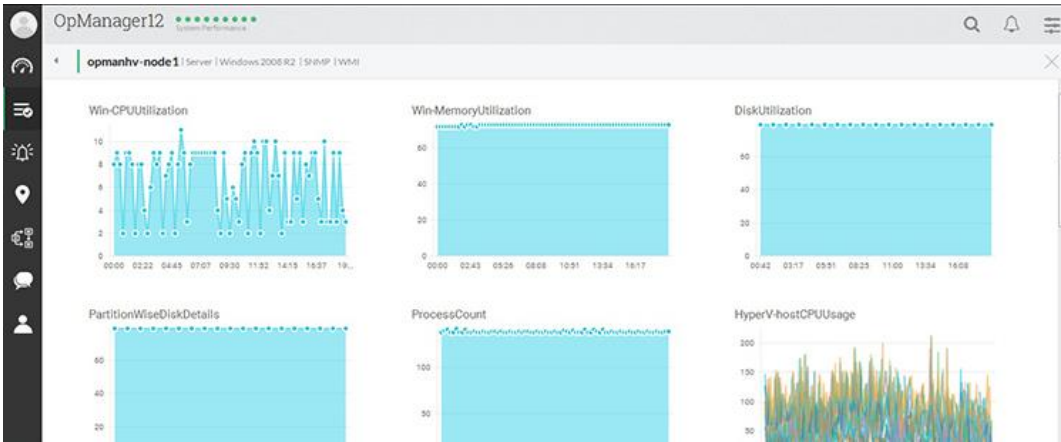 OpManager12
System Performance
opmanhv-node1 | Server | Windows 2008 R2 | SNMP | WMI
Win-CPUUtilization
10
8
6
4
2
0
00:00 02:22 04:45 07:07 09:30 11:52 14:15 16:37 19...
Win-MemoryUtilization
60
40
20
0
00:00 02:43 05:26 08:08 10:51 13:34 16:17
DiskUtilization
60
40
20
0
00:42 03:17 05:51 08:25 11:00 13:34 16:08
PartitionWiseDiskDetails
60
40
20
ProcessCount
100
50
HyperV-hostCPUUsage
200
150
100
50